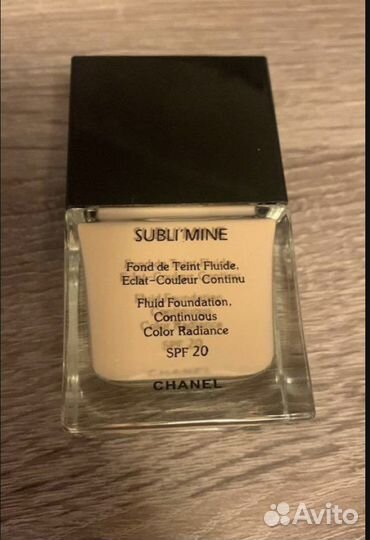 SUBLI'MINE
Fond de Teint Fluide,
Eclat-Couleur Continu
Fluid Foundation,
Continuous
Color Radiance
SPF 20
CHANEL
Avito